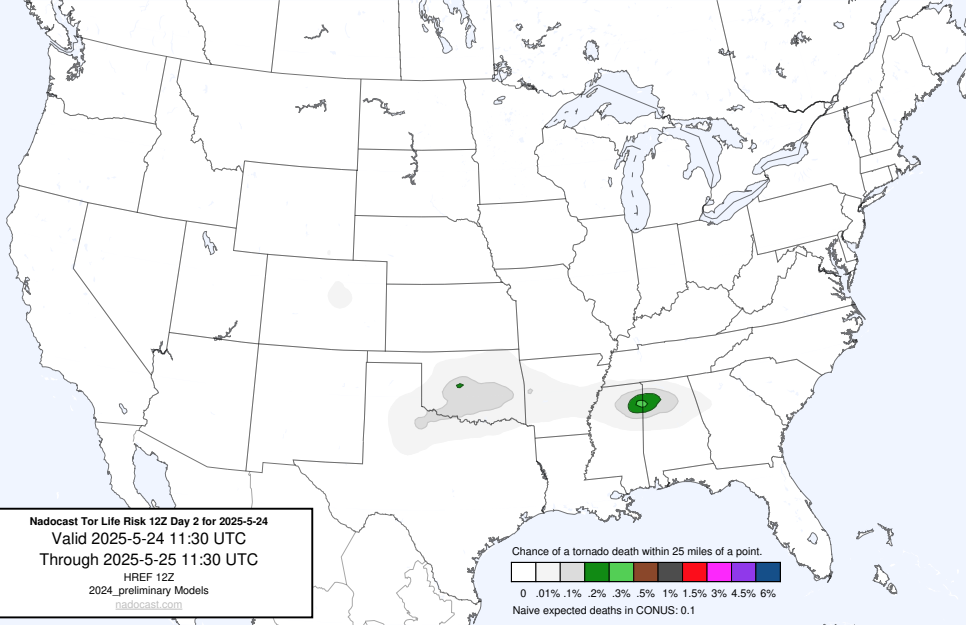 Nadocast Tor Life Risk 12Z Day 2 for 2025-5-24
Valid 2025-5-24 11:30 UTC
Through 2025-5-25 11:30 UTC
HREF 12Z
2024_preliminary Models
nadocast.com
Chance of a tornado death within 25 miles of a point.
0 .01% .1% .2% .3% .5% 1% 1.5% 3% 4.5% 6%
Naive expected deaths in CONUS: 0.1